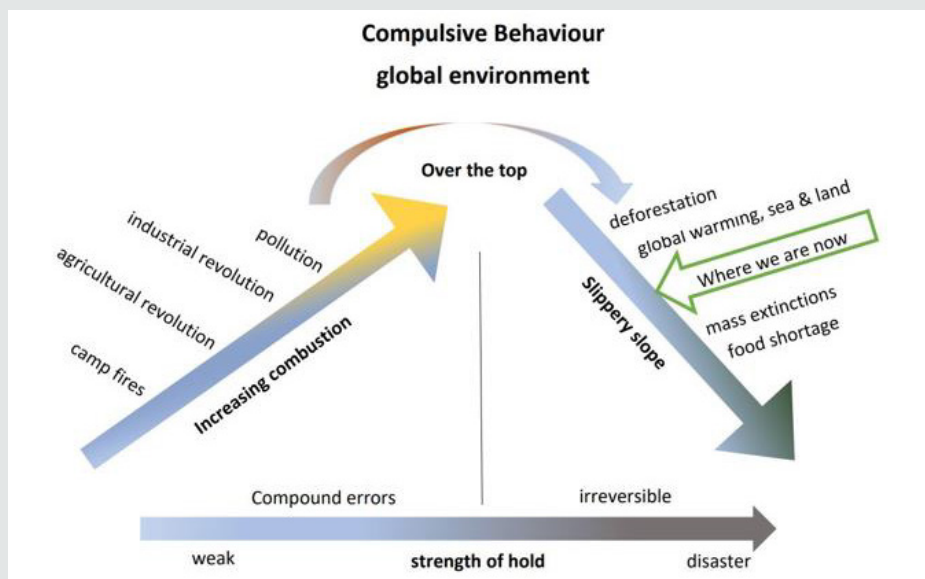 Compulsive Behaviour
global environment
Over the top
pollution
industrial revolution
agricultural revolution
camp fires
Increasing combustion
deforestation
global warming, sea & land
Where we are now
mass extinctions
food shortage
Slippery slope
Compound errors
irreversible
weak
strength of hold
disaster